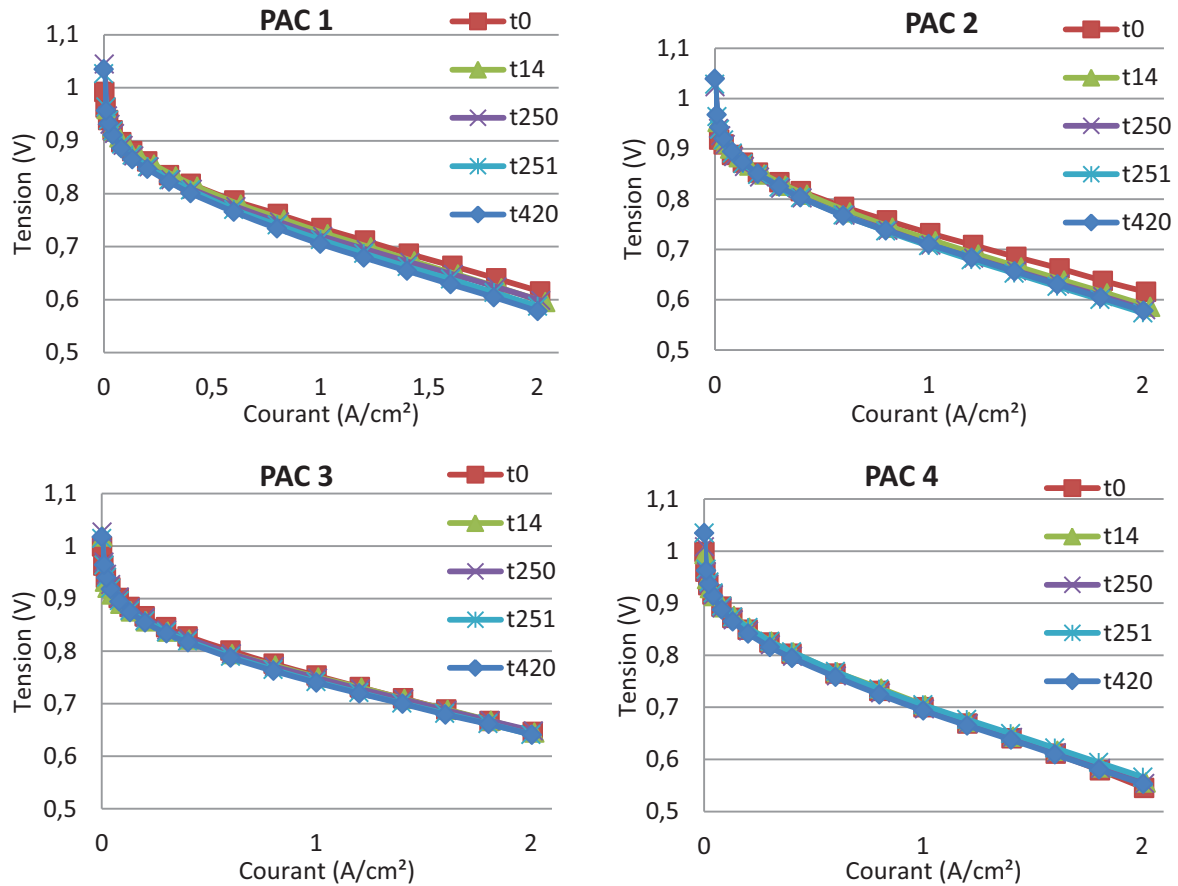 PAC 1
1,1
1
0,9
0,8
0,7
0,6
0,5
Tension (V)
0
0,5
1
1,5
2
Courant (A/cm²)
t0
t14
t250
t251
t420
PAC 2
1,1
1
0,9
0,8
0,7
0,6
0,5
Tension (V)
0
1
2
Courant (A/cm²)
t0
t14
t250
t251
t420
PAC 3
1,1
1
0,9
0,8
0,7
0,6
0,5
Tension (V)
0
1
2
Courant (A/cm²)
t0
t14
t250
t251
t420
PAC 4
1,1
1
0,9
0,8
0,7
0,6
0,5
Tension (V)
0
1
2
Courant (A/cm²)
t0
t14
t250
t251
t420